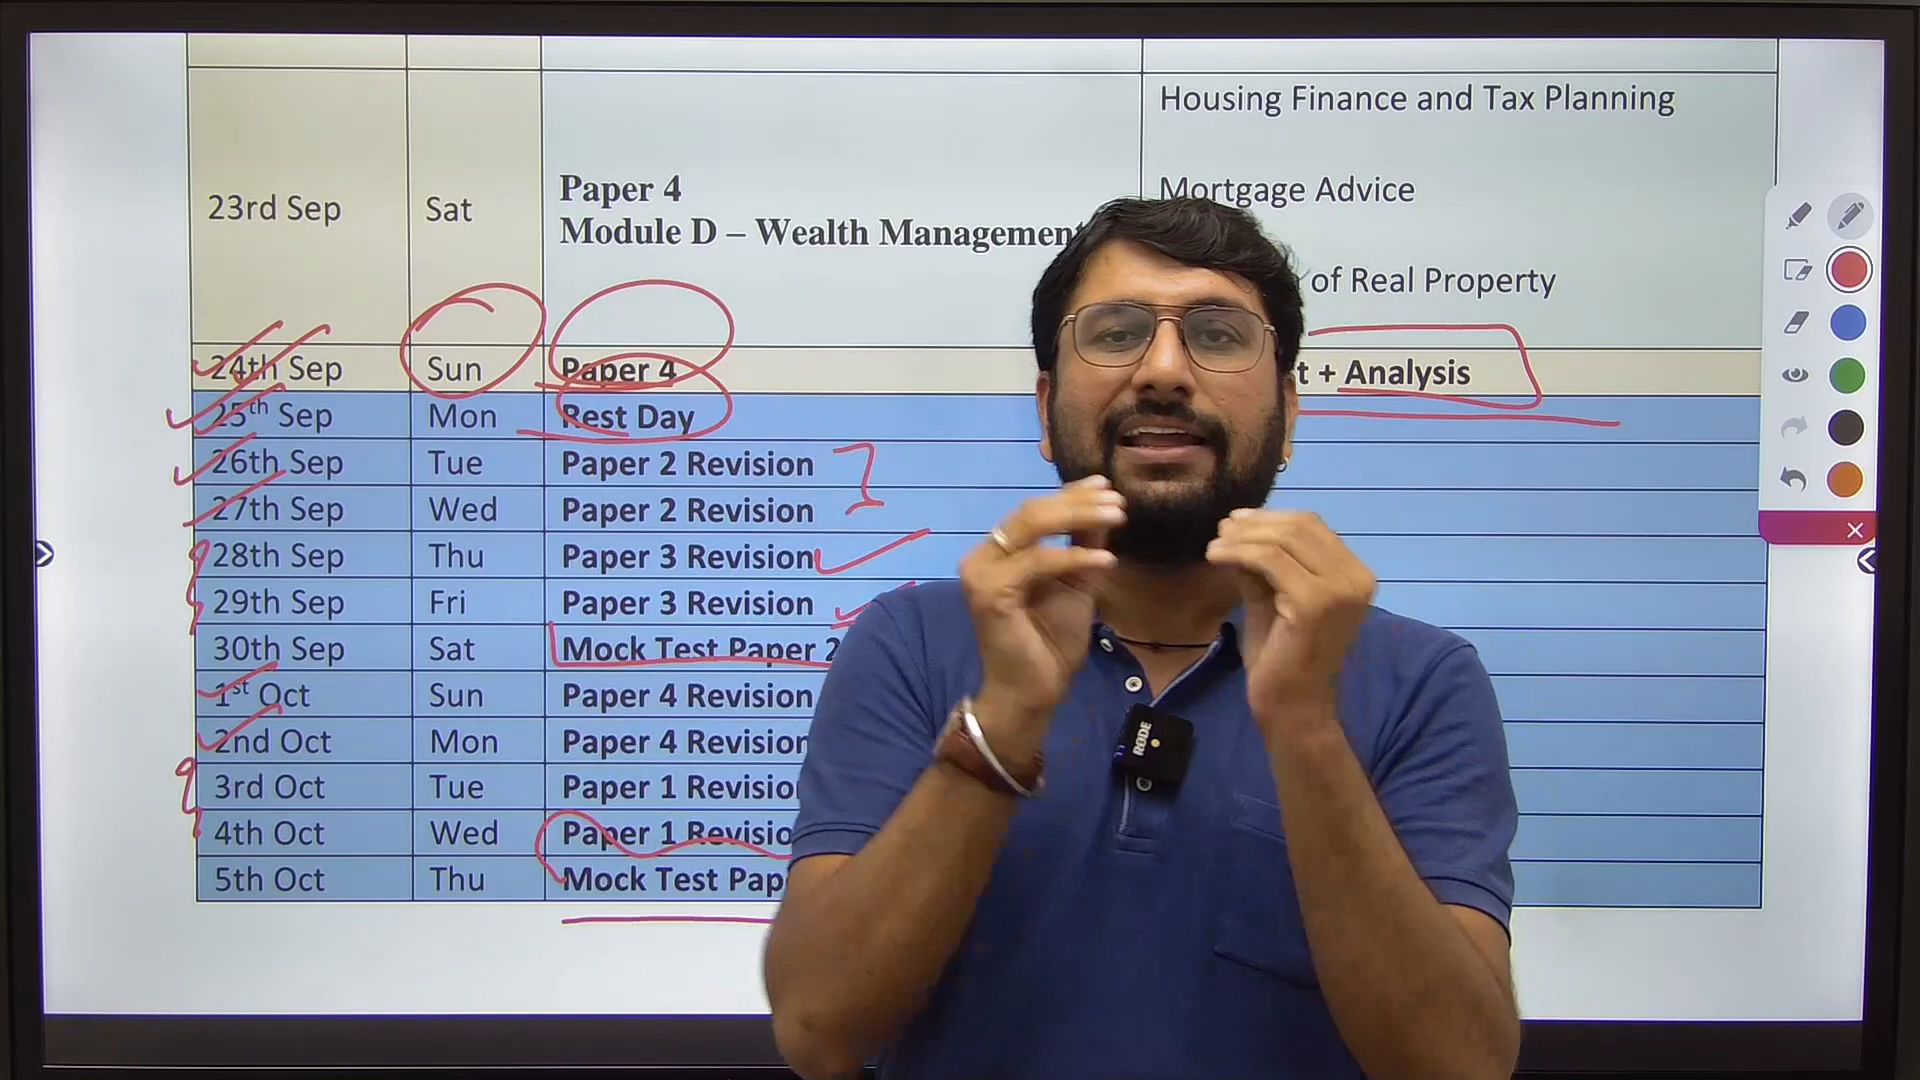 Housing Finance and Tax Planning
23rd Sep Sat Paper 4 Mortgage Advice
Module D – Wealth Management
of Real Property
24th Sep Sun Paper 4 + Analysis
25th Sep Mon Rest Day
26th Sep Tue Paper 2 Revision
27th Sep Wed Paper 2 Revision
28th Sep Thu Paper 3 Revision
29th Sep Fri Paper 3 Revision
30th Sep Sat Mock Test Paper 2
1st Oct Sun Paper 4 Revision
2nd Oct Mon Paper 4 Revision
3rd Oct Tue Paper 1 Revisio
4th Oct Wed Paper 1 Revisio
5th Oct Thu Mock Test Pap
RODE